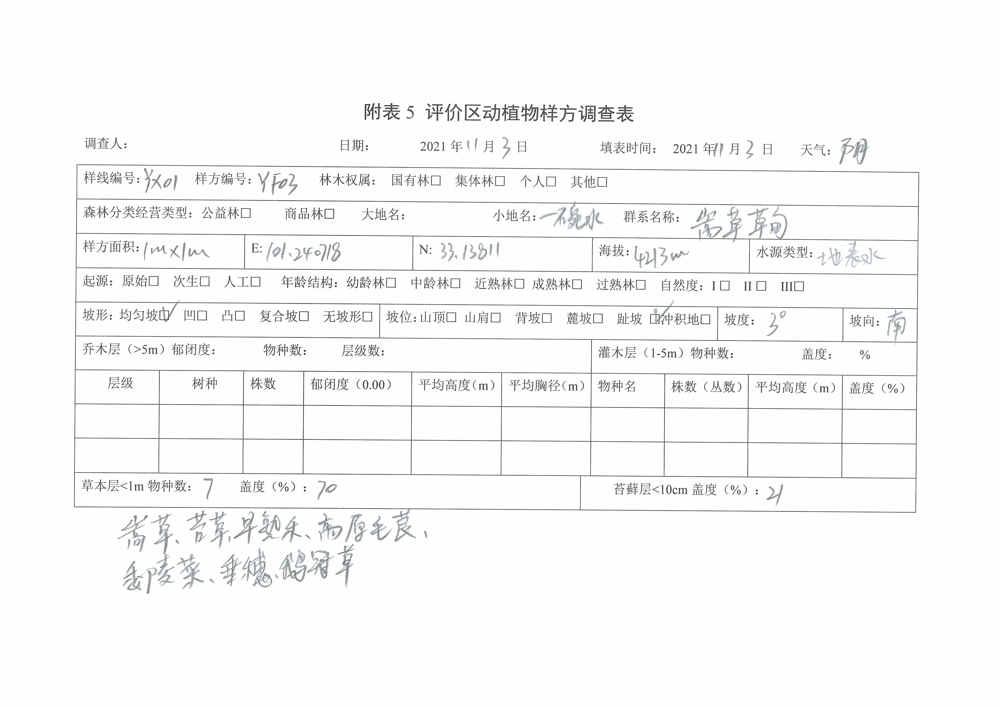 附表 5 评价区动植物样方调查表
调查人： 日期： 2021 年 11 月 3 日 填表时间： 2021 年 11 月 3 日 天气：阴
样线编号：YX01 样方编号：YF03 林木权属： 国有林□ 集体林□ 个人□ 其他□
森林分类经营类型：公益林□ 商品林□ 大地名： 小地名：一碗水 群系名称：嵩草草甸
样方面积：1m×1m E: 101.240718 N: 33.13811 海拔：4213m 水源类型：地表水
起源：原始□ 次生□ 人工□ 年龄结构：幼龄林□ 中龄林□ 近熟林□ 成熟林□ 过熟林□ 自然度：I □ II □ III□
坡形：均匀坡☑ 凹□ 凸□ 复合坡□ 无坡形□ 坡位：山顶□ 山肩□ 背坡□ 麓坡□ 趾坡 ☑冲积地□ 坡度： 3° 坡向：南
乔木层（>5m）郁闭度： 物种数： 层级数： 灌木层（1-5m）物种数： 盖度： %
层级 树种 株数 郁闭度（0.00） 平均高度（m） 平均胸径（m） 物种名 株数（丛数） 平均高度（m） 盖度（%）
草本层<1m 物种数：7 盖度（%）：70 苔藓层<10cm 盖度（%）：21
嵩草、苔草、早熟禾、高原毛茛、
委陵菜、垂穗、鹅冠草